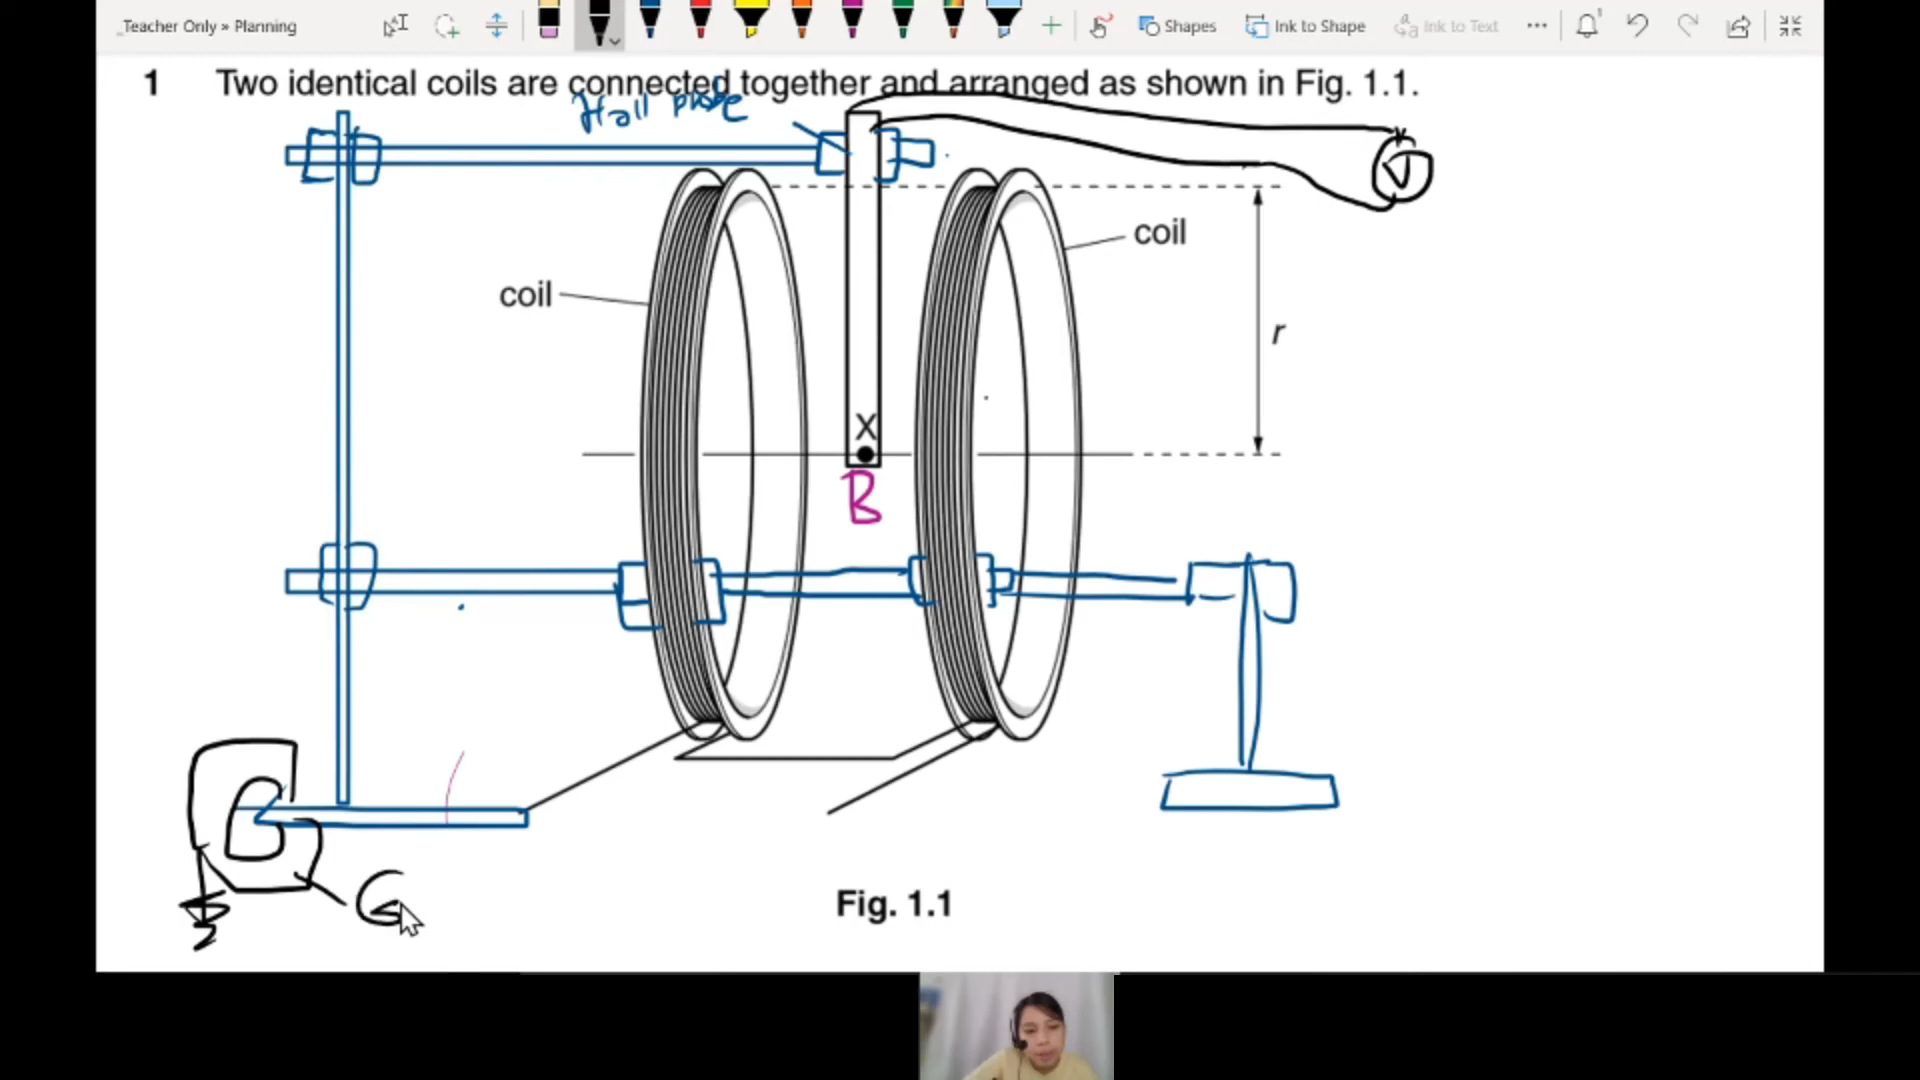 _Teacher Only » Planning
Shapes
Ink to Shape
Ink to Text
1 Two identical coils are connected together and arranged as shown in Fig. 1.1.
Hall probe
V
coil
coil
r
X
B
G
Fig. 1.1